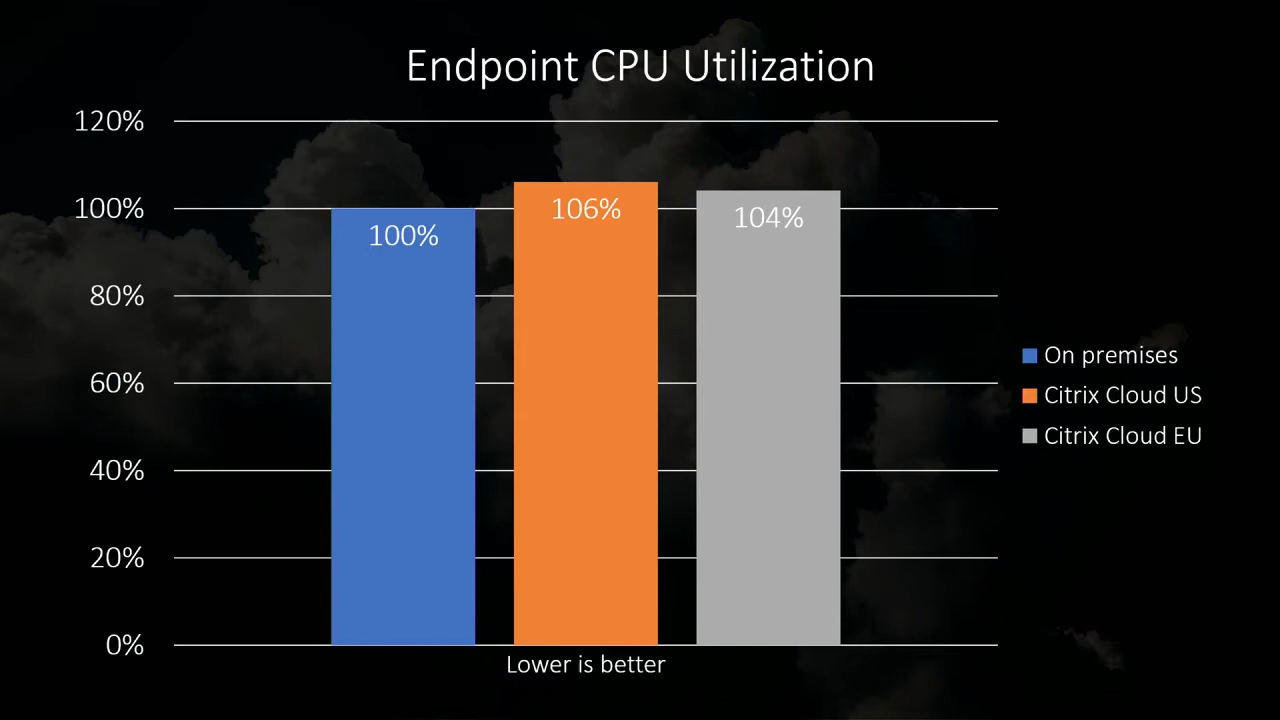 Endpoint CPU Utilization
120%
100%
80%
60%
40%
20%
0%
100%
106%
104%
Lower is better
On premises
Citrix Cloud US
Citrix Cloud EU